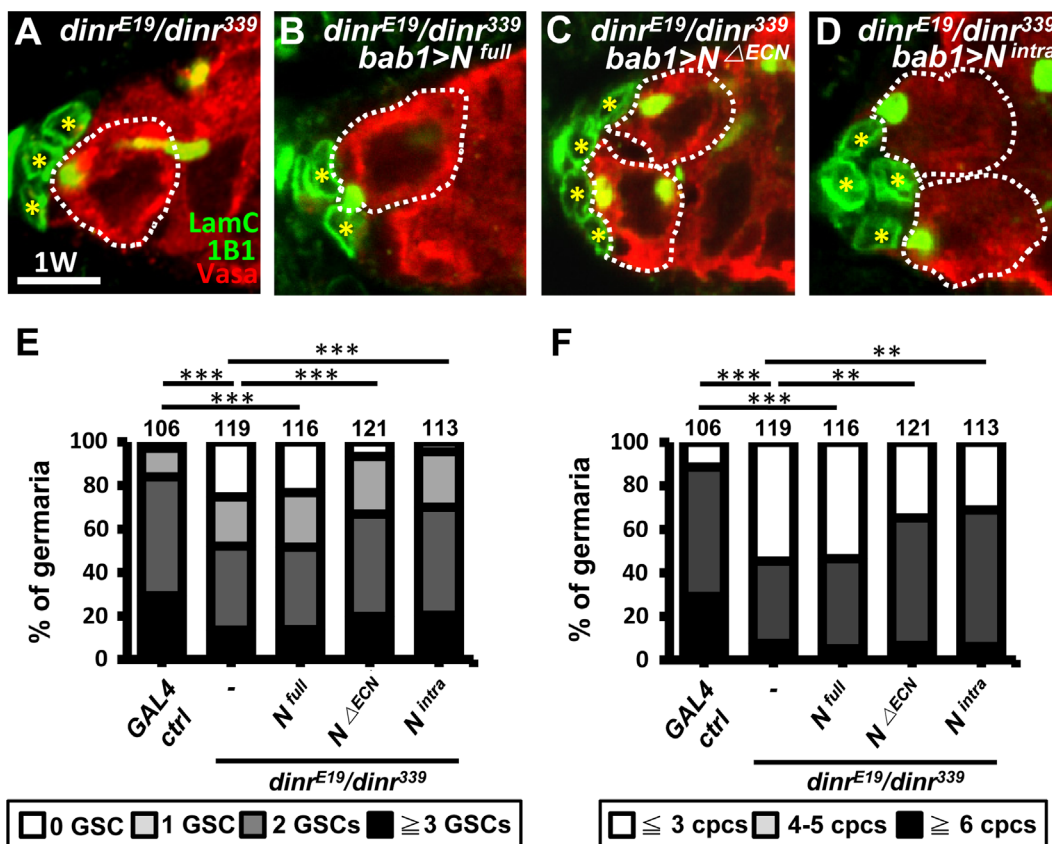 A dinrE19/dinr339
* * *
LamC
1B1
Vasa
1W
B dinrE19/dinr339
bab1>N full
* *
C dinrE19/dinr339
bab1>N △ECN
* * * *
D dinrE19/dinr339
bab1>N intra
* * * *
E
***
*** ***
***
106 119 116 121 113
% of germaria
100
80
60
40
20
0
GAL4 ctrl
-
N full
N △ECN
N intra
dinrE19/dinr339
0 GSC 1 GSC 2 GSCs ≧ 3 GSCs
F
**
*** **
***
106 119 116 121 113
% of germaria
100
80
60
40
20
0
GAL4 ctrl
-
N full
N △ECN
N intra
dinrE19/dinr339
≦ 3 cpcs 4-5 cpcs ≧ 6 cpcs